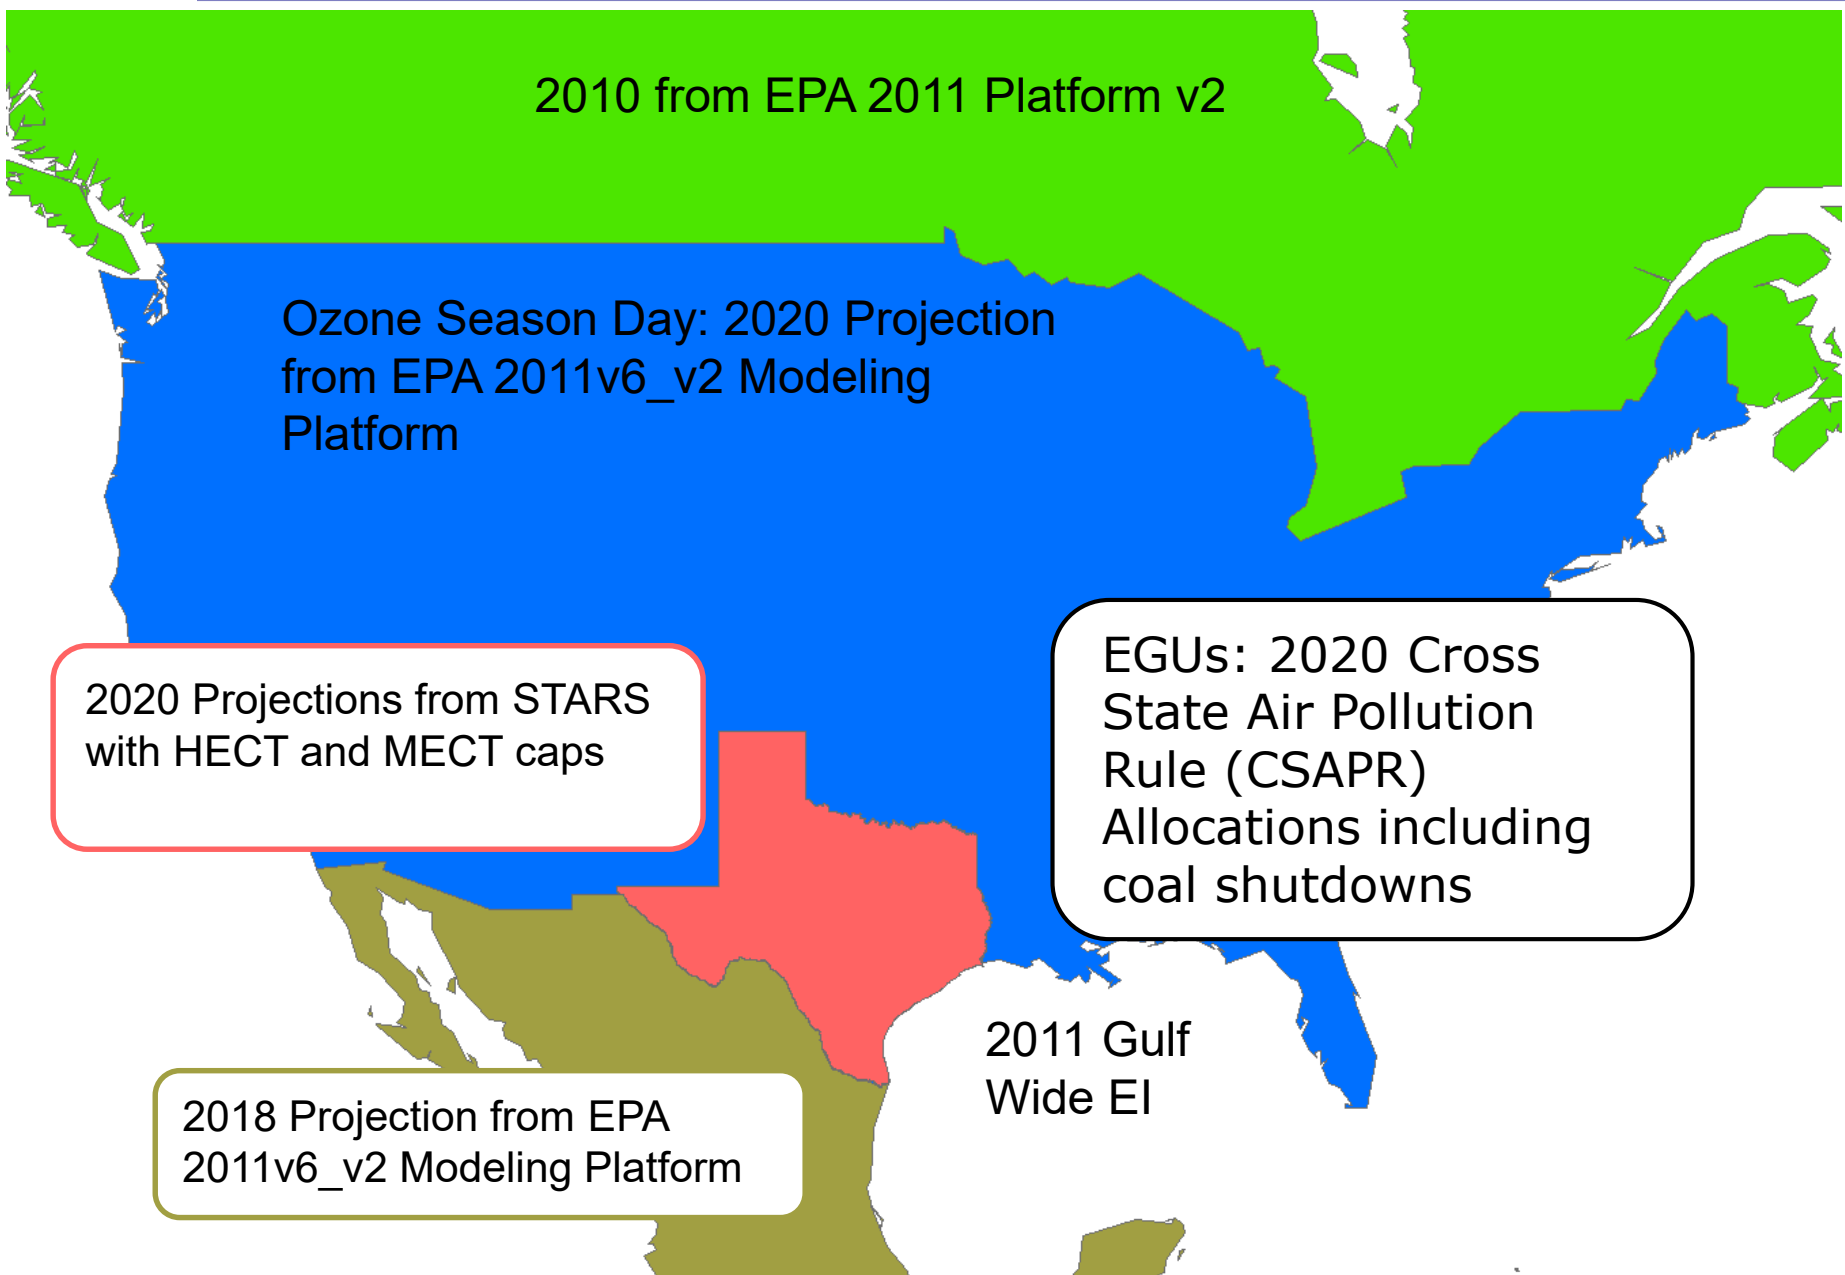 2010 from EPA 2011 Platform v2
Ozone Season Day: 2020 Projection
from EPA 2011v6_v2 Modeling
Platform
2020 Projections from STARS
with HECT and MECT caps
EGUs: 2020 Cross
State Air Pollution
Rule (CSAPR)
Allocations including
coal shutdowns
2011 Gulf
Wide EI
2018 Projection from EPA
2011v6_v2 Modeling Platform